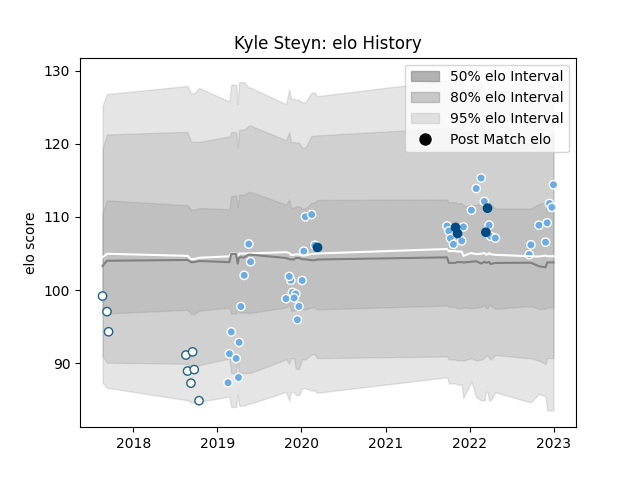 Kyle Steyn: elo History
50% elo Interval
80% elo Interval
95% elo Interval
Post Match elo
elo score
130
120
110
100
90
2018
2019
2020
2021
2022
2023